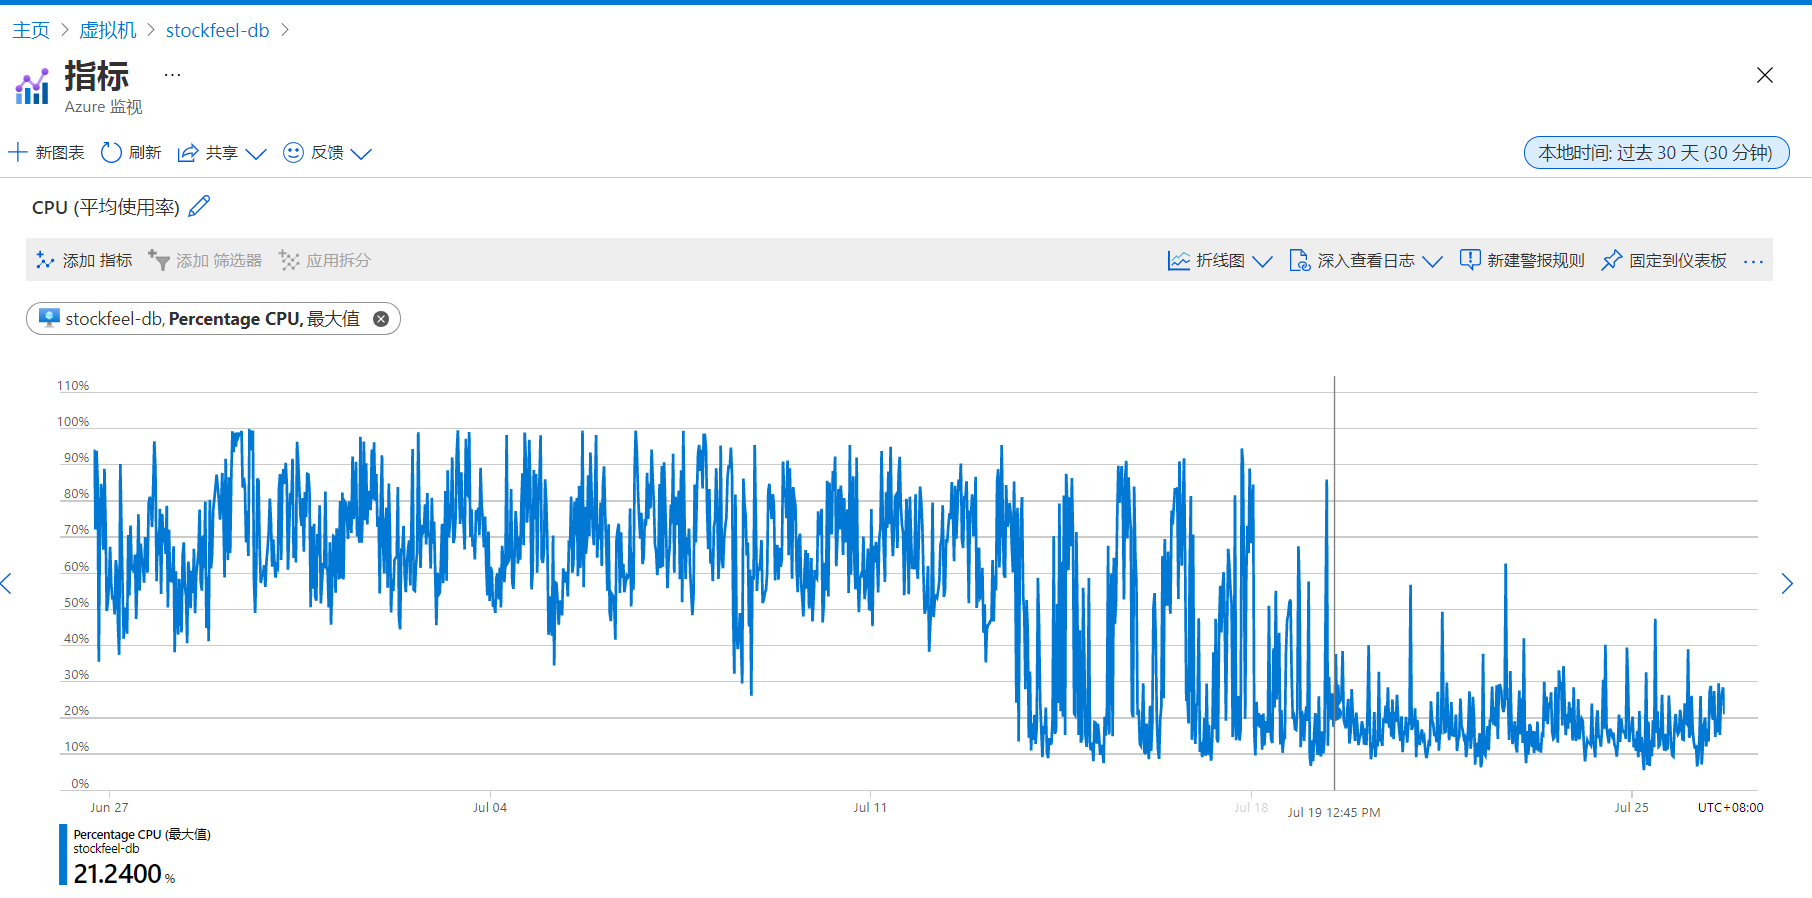 主页 > 虚拟机 > stockfeel-db >
指标 ···
Azure 监视
新图表 刷新 共享 反馈 本地时间: 过去 30 天 (30 分钟)
CPU (平均使用率)
添加 指标 添加 筛选器 应用拆分 折线图 深入查看日志 新建警报规则 固定到仪表板 ···
stockfeel-db, Percentage CPU, 最大值
110%
100%
90%
80%
70%
60%
50%
40%
30%
20%
10%
0%
Jun 27 Jul 04 Jul 11 Jul 18 Jul 19 12:45 PM Jul 25 UTC+08:00
Percentage CPU (最大值)
stockfeel-db
21.2400 %